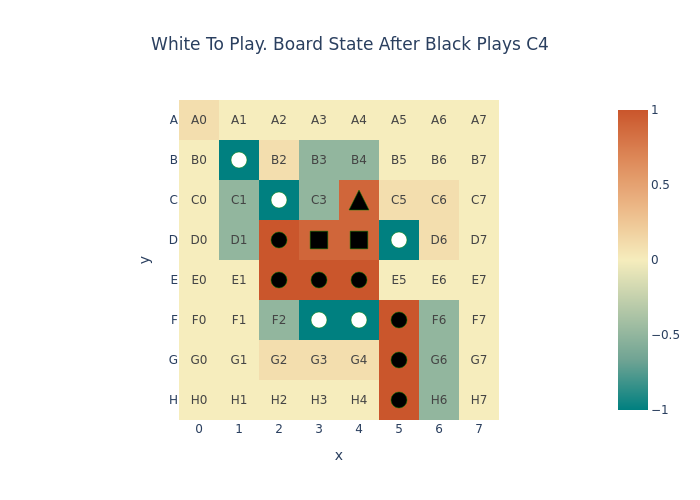 White To Play. Board State After Black Plays C4
A A0 A1 A2 A3 A4 A5 A6 A7
B B0 B2 B3 B4 B5 B6 B7
C C0 C1 C3 C5 C6 C7
D D0 D1 D6 D7
E E0 E1 E5 E6 E7
F F0 F1 F2 F6 F7
G G0 G1 G2 G3 G4 G6 G7
H H0 H1 H2 H3 H4 H6 H7
0 1 2 3 4 5 6 7
x
y
1
0.5
0
−0.5
−1